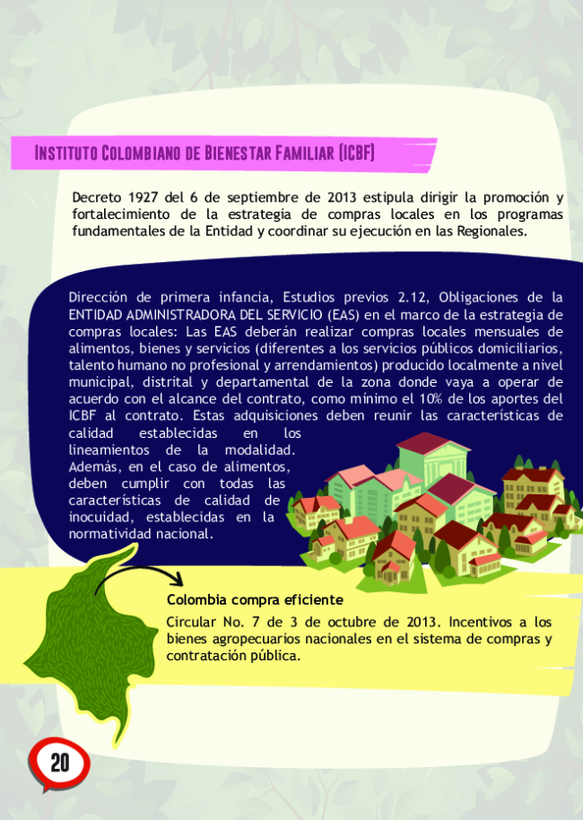 INSTITUTO COLOMBIANO DE BIENESTAR FAMILIAR (ICBF)
Decreto 1927 del 6 de septiembre de 2013 estipula dirigir la promoción y
fortalecimiento de la estrategia de compras locales en los programas
fundamentales de la Entidad y coordinar su ejecución en las Regionales.
Dirección de primera infancia, Estudios previos 2.12, Obligaciones de la
ENTIDAD ADMINISTRADORA DEL SERVICIO (EAS) en el marco de la estrategia de
compras locales: Las EAS deberán realizar compras locales mensuales de
alimentos, bienes y servicios (diferentes a los servicios públicos domiciliarios,
talento humano no profesional y arrendamientos) producido localmente a nivel
municipal, distrital y departamental de la zona donde vaya a operar de
acuerdo con el alcance del contrato, como mínimo el 10% de los aportes del
ICBF al contrato. Estas adquisiciones deben reunir las características de
calidad establecidas en los
lineamientos de la modalidad.
Además, en el caso de alimentos,
deben cumplir con todas las
características de calidad de
inocuidad, establecidas en la
normatividad nacional.
Colombia compra eficiente
Circular No. 7 de 3 de octubre de 2013. Incentivos a los
bienes agropecuarios nacionales en el sistema de compras y
contratación pública.
20